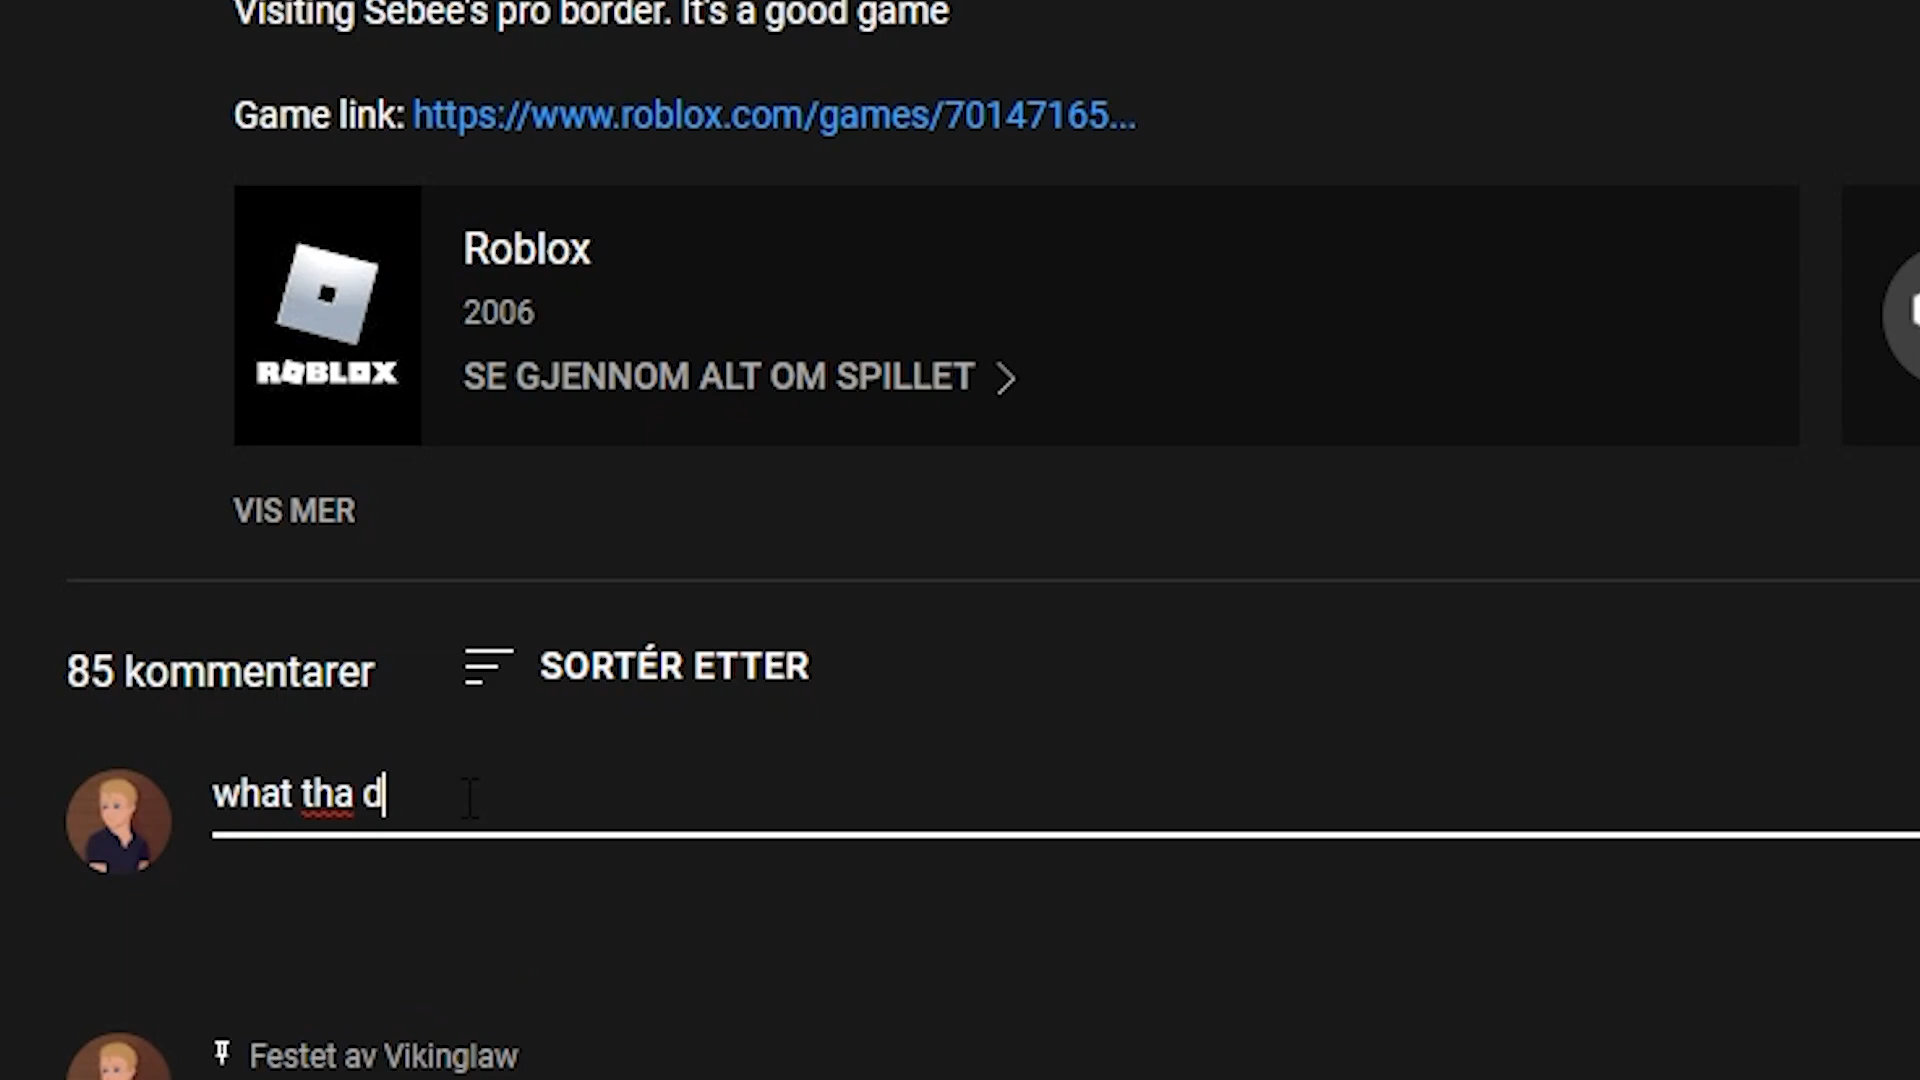 Visiting Sebee's pro border. It's a good game
Game link: https://www.roblox.com/games/70147165...
ROBLOX
Roblox
2006
SE GJENNOM ALT OM SPILLET
VIS MER
85 kommentarer
SORTÉR ETTER
what tha d
Festet av Vikinglaw